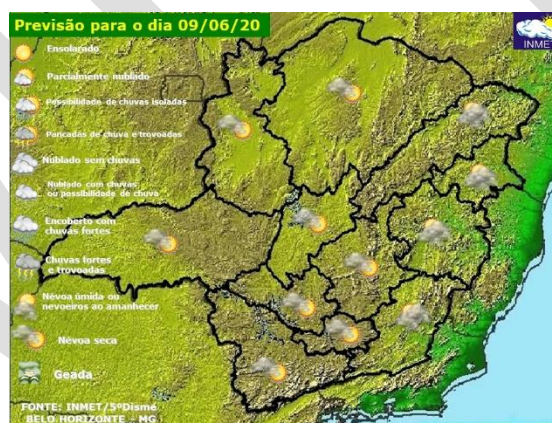 Previsão para o dia 09/06/20
INMET
Ensolarado
Parcialmente nublado
Possibilidade de chuvas isoladas
Pancadas de chuva e trovoadas
Nublado sem chuvas
Nublado com chuvas
ou possibilidade de chuva
Encoberto com
chuvas fortes
Chuvas fortes
e trovoadas
Névoa úmida ou
nevoeiros ao amanhecer
Névoa seca
Geada
FONTE: INMET/5ºDisme
BELO HORIZONTE - MG